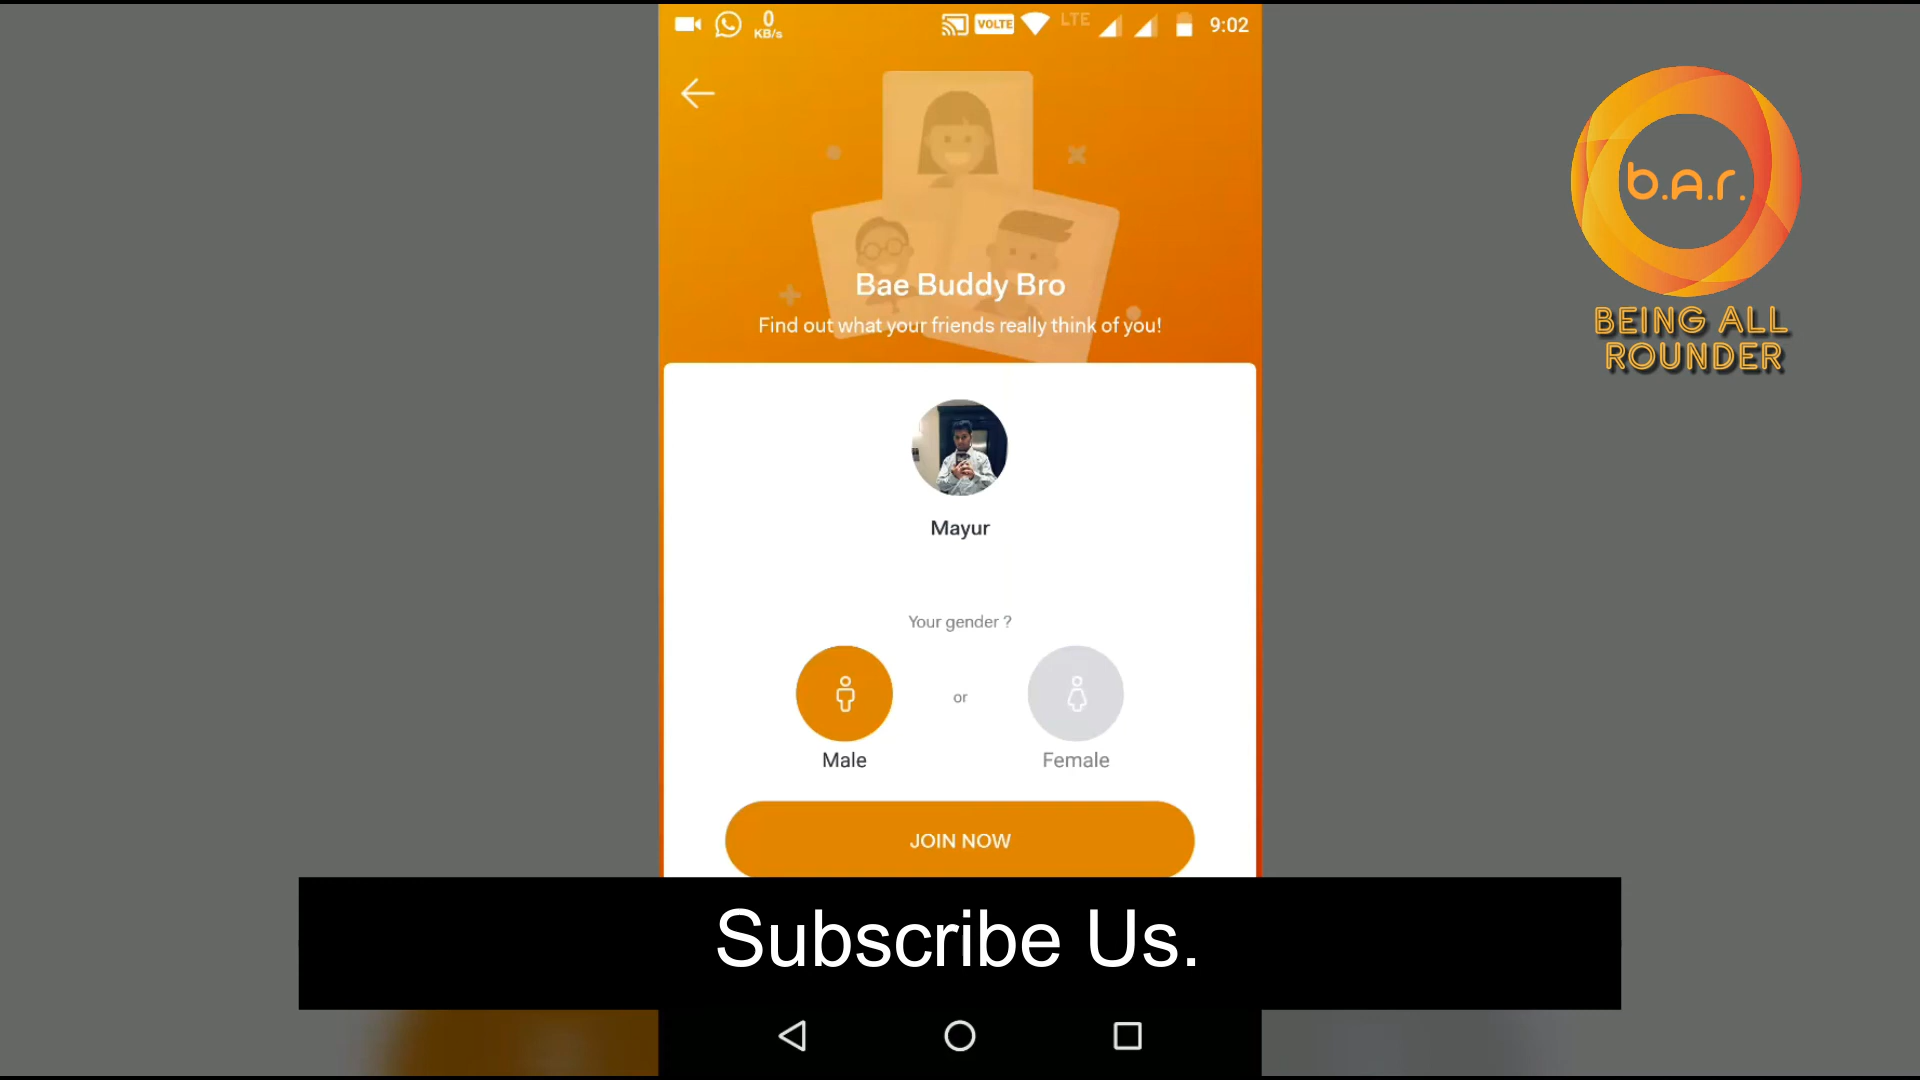 0
KB/s
VOLTE
LTE
9:02
b.A.r.
BEING ALL
ROUNDER
Bae Buddy Bro
Find out what your friends really think of you!
Mayur
Your gender ?
or
Male
Female
JOIN NOW
Subscribe Us.